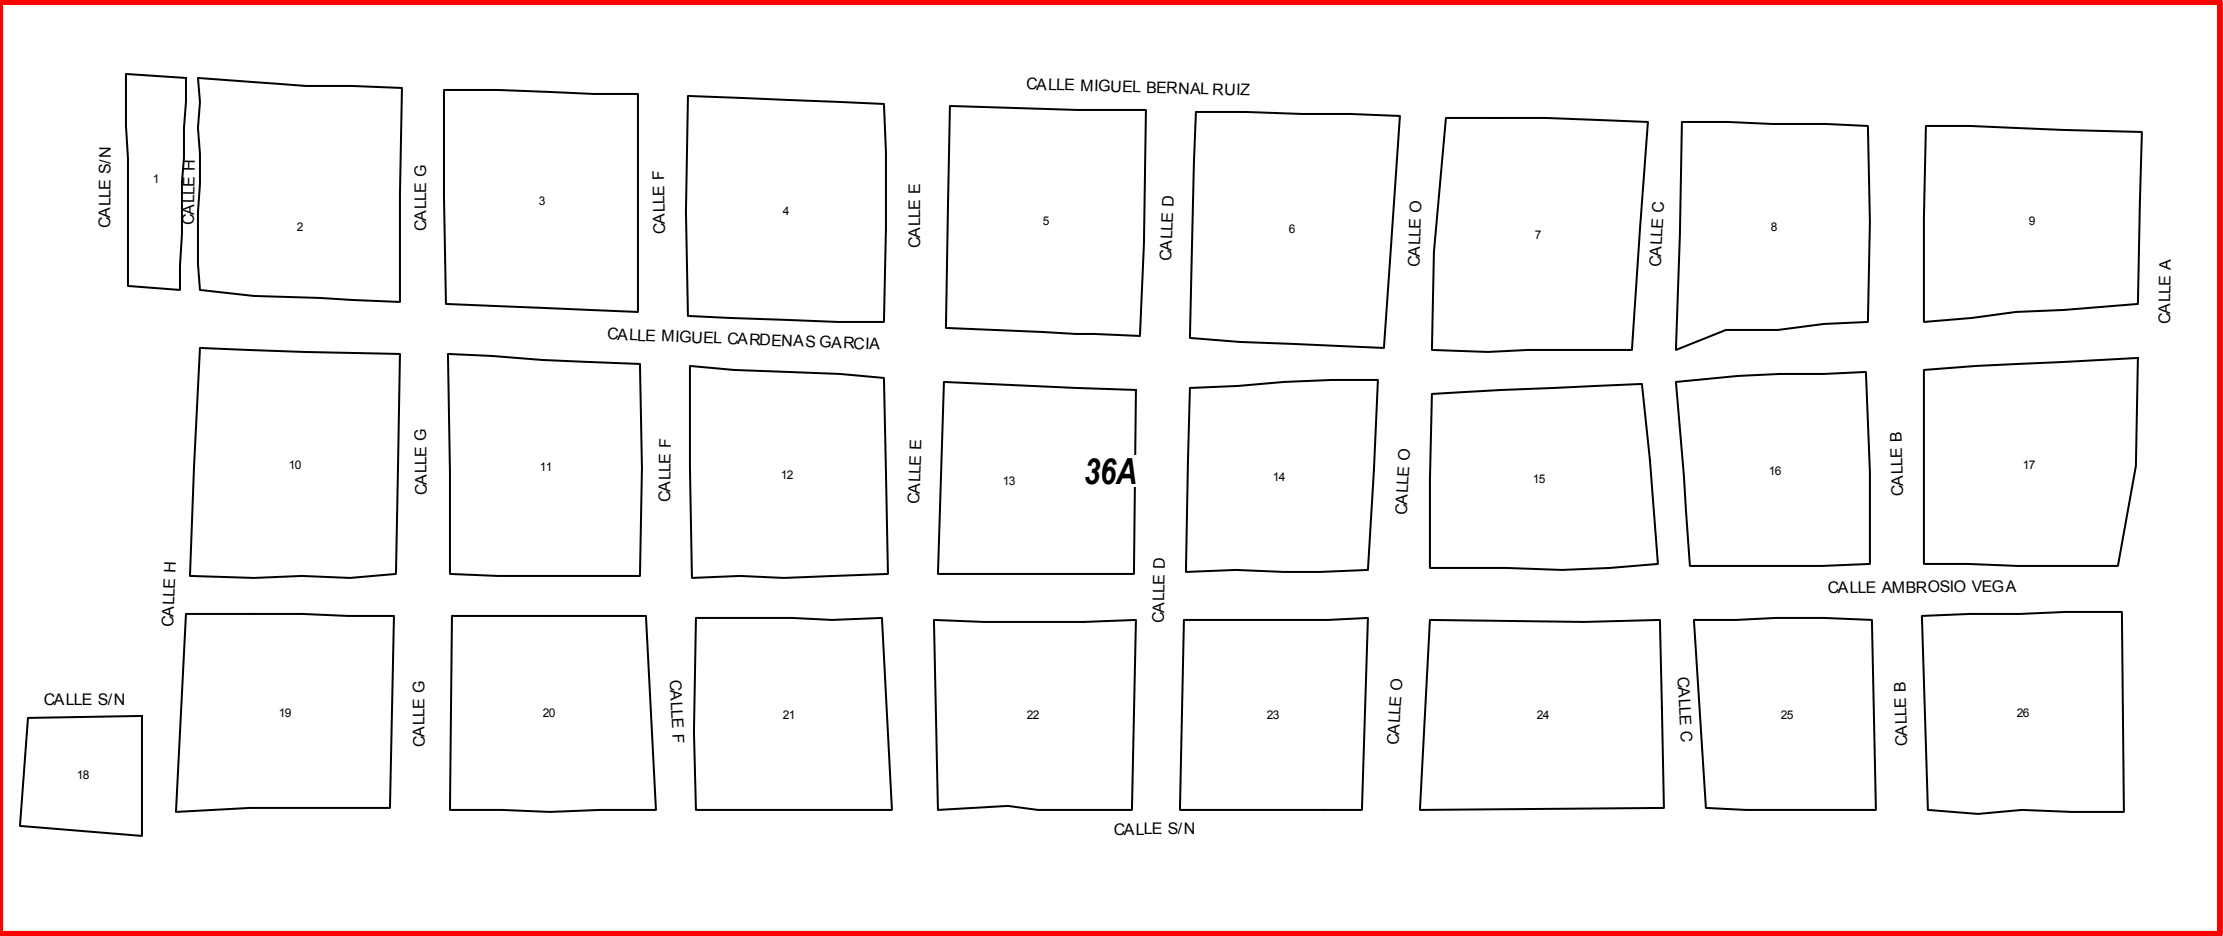 CALLE MIGUEL BERNAL RUIZ
CALLE S/N
1
CALLE H
2
CALLE G
3
CALLE F
4
CALLE E
5
CALLE D
6
CALLE O
7
CALLE C
8
9
CALLE A
CALLE MIGUEL CARDENAS GARCIA
10
CALLE G
11
CALLE F
12
CALLE E
13
36A
14
CALLE O
15
16
CALLE B
17
CALLE H
CALLE D
CALLE AMBROSIO VEGA
CALLE S/N
18
19
CALLE G
20
CALLE F
21
22
23
CALLE O
24
CALLE C
25
CALLE B
26
CALLE S/N